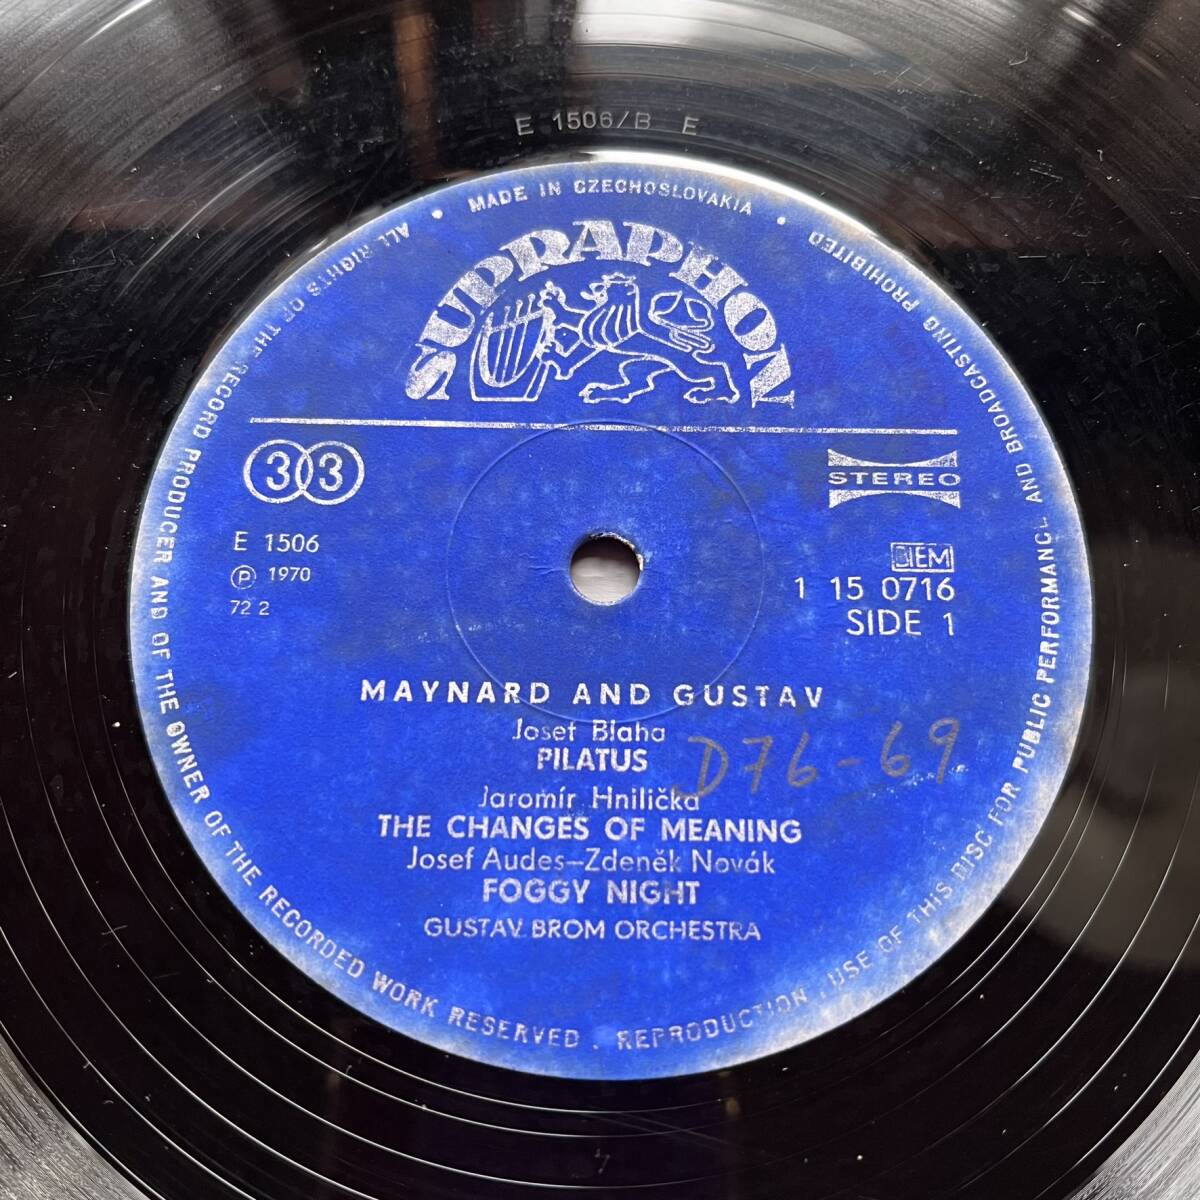 E 1506/B E
MADE IN CZECHOSLOVAKIA
SUPRAPHON
33
STEREO
E 1506
℗ 1970
72 2
GEM
1 15 0716
SIDE 1
MAYNARD AND GUSTAV
Josef Blaha
PILATUS
D76-69
Jaromír Hnilička
THE CHANGES OF MEANING
Josef Audes–Zdeněk Novák
FOGGY NIGHT
GUSTAV BROM ORCHESTRA
ALL RIGHTS OF THE RECORD PRODUCER AND OF THE OWNER OF THE RECORDED WORK RESERVED . REPRODUCTION . USE OF THIS DISC FOR PUBLIC PERFORMANCE AND BROADCASTING PROHIBITED